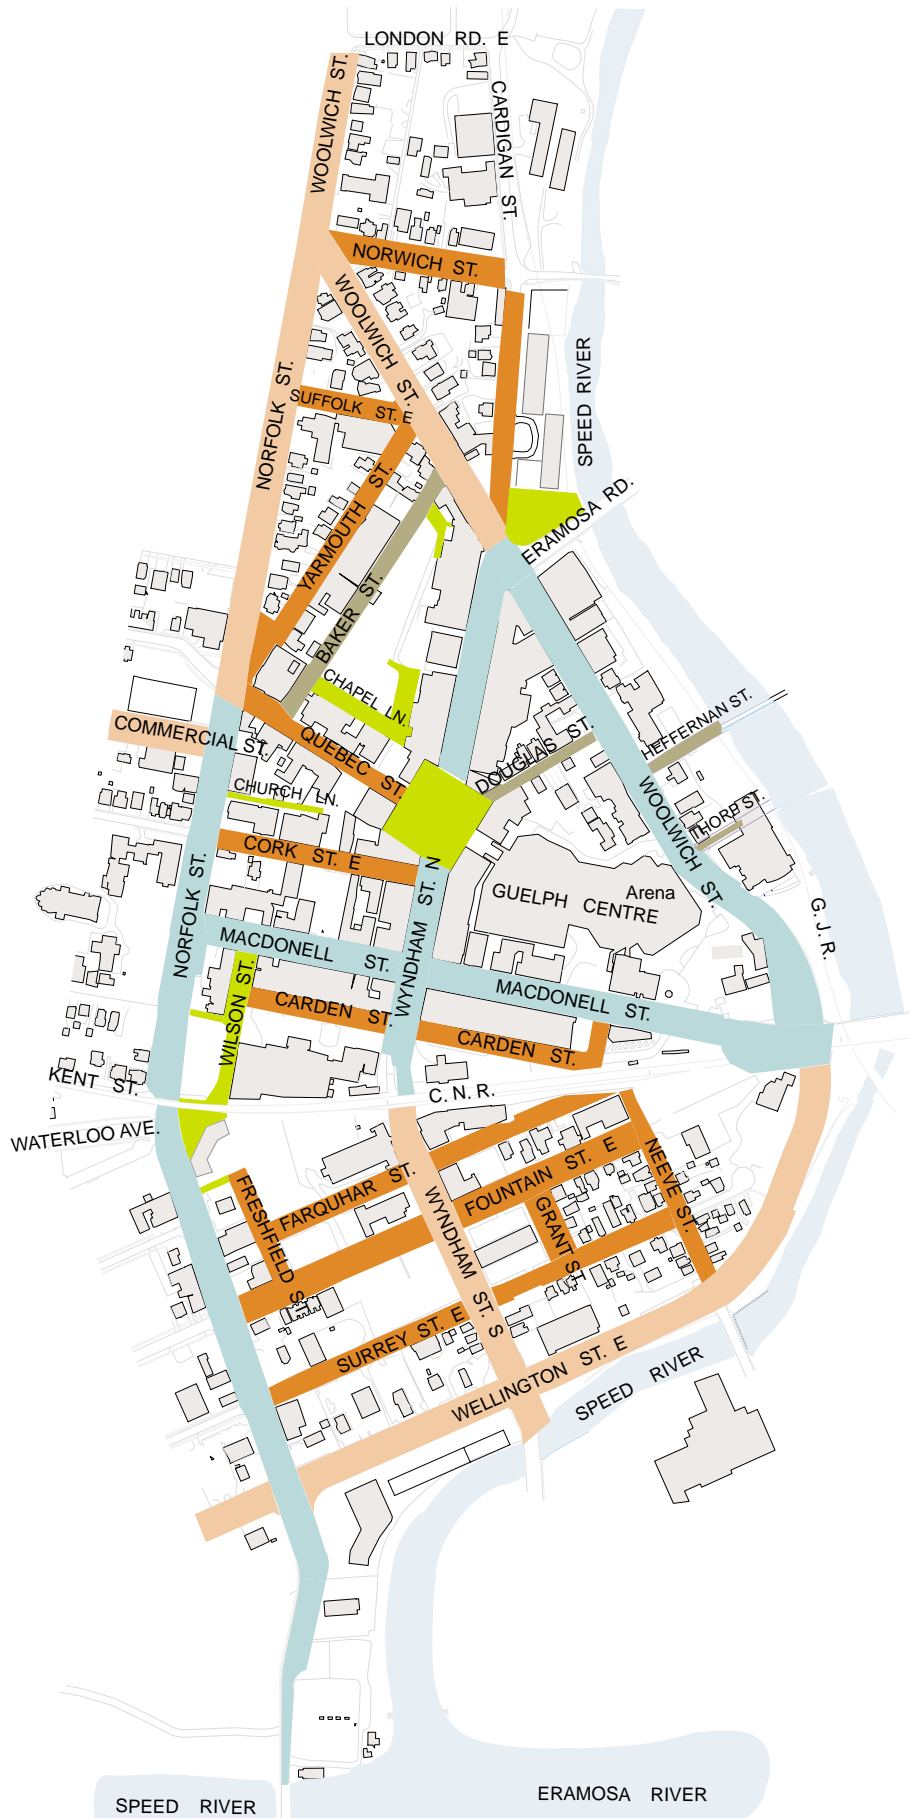 LONDON RD. E
WOOLWICH ST.
CARDIGAN ST.
NORWICH ST.
WOOLWICH ST.
SPEED RIVER
NORFOLK ST.
SUFFOLK ST. E
YARMOUTH ST.
ERAMOSA RD.
BAKER ST.
CHAPEL LN.
COMMERCIAL ST.
QUEBEC ST.
DOUGLAS ST.
HEFFERNAN ST.
CHURCH LN.
WOOLWICH ST.
THORP ST.
CORK ST. E
WYNDHAM ST. N
GUELPH CENTRE
Arena
NORFOLK ST.
G. J. R.
MACDONELL ST.
MACDONELL ST.
WILSON ST.
CARDEN ST.
CARDEN ST.
KENT ST.
C. N. R.
WATERLOO AVE.
FRESHFIELD ST.
FARQUHAR ST.
FOUNTAIN ST. E
NEEVE ST.
GRANT ST.
WYNDHAM ST. S
SURREY ST. E
WELLINGTON ST. E
SPEED RIVER
SPEED RIVER
ERAMOSA RIVER